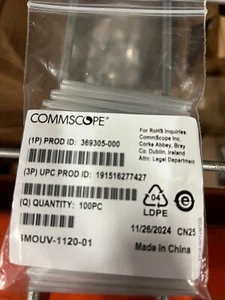 COMMSCOPE®
For RoHS Inquiries
CommScope Inc.
Corke Abbey, Bray
Co. Dublin, Ireland
Attn: Legal Department
(1P) PROD ID: 369305-000
(3P) UPC PROD ID: 191516277427
(Q) QUANTITY: 100PC
04
LDPE
e
11/26/2024 CN25
SMOUV-1120-01
Made in China